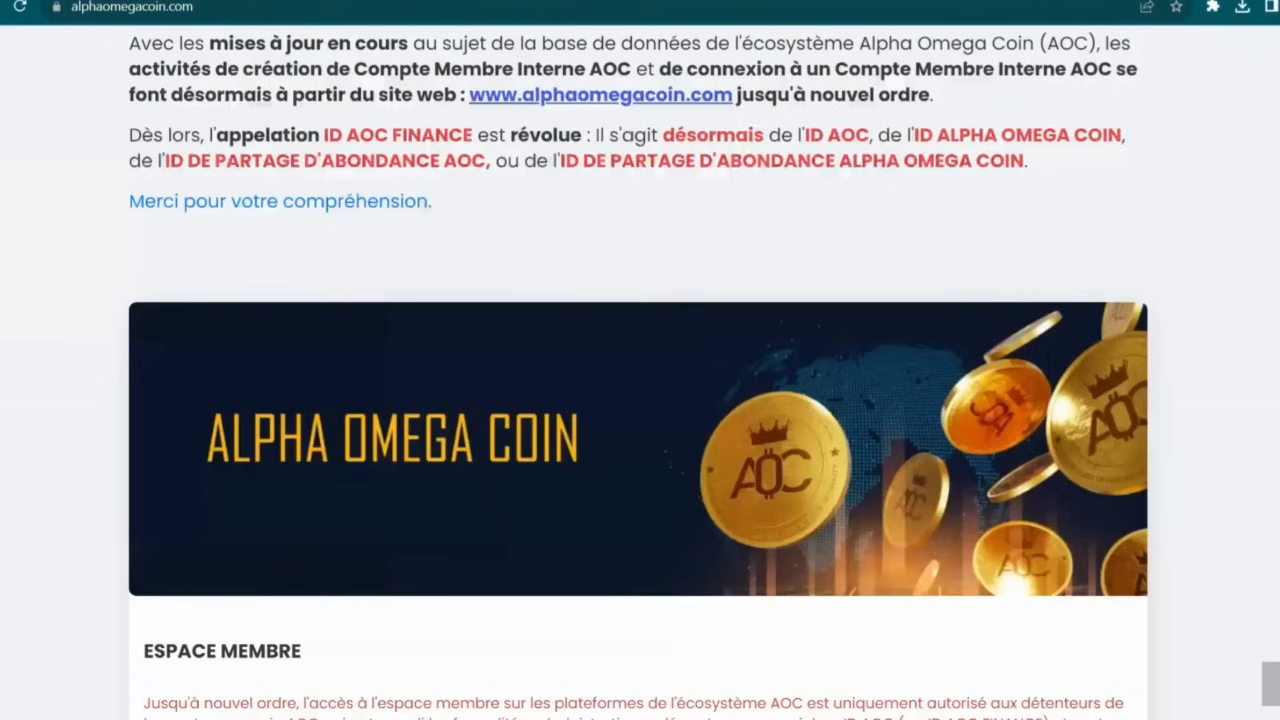 alphaomegacoin.com
Avec les mises à jour en cours au sujet de la base de données de l'écosystème Alpha Omega Coin (AOC), les
activités de création de Compte Membre Interne AOC et de connexion à un Compte Membre Interne AOC se
font désormais à partir du site web : www.alphaomegacoin.com jusqu'à nouvel ordre.
Dès lors, l'appelation ID AOC FINANCE est révolue : Il s'agit désormais de l'ID AOC, de l'ID ALPHA OMEGA COIN,
de l'ID DE PARTAGE D'ABONDANCE AOC, ou de l'ID DE PARTAGE D'ABONDANCE ALPHA OMEGA COIN.
Merci pour votre compréhension.
ALPHA OMEGA COIN
AOC
AOC
AOC
AOC
ESPACE MEMBRE
Jusqu'à nouvel ordre, l'accès à l'espace membre sur les plateformes de l'écosystème AOC est uniquement autorisé aux détenteurs de